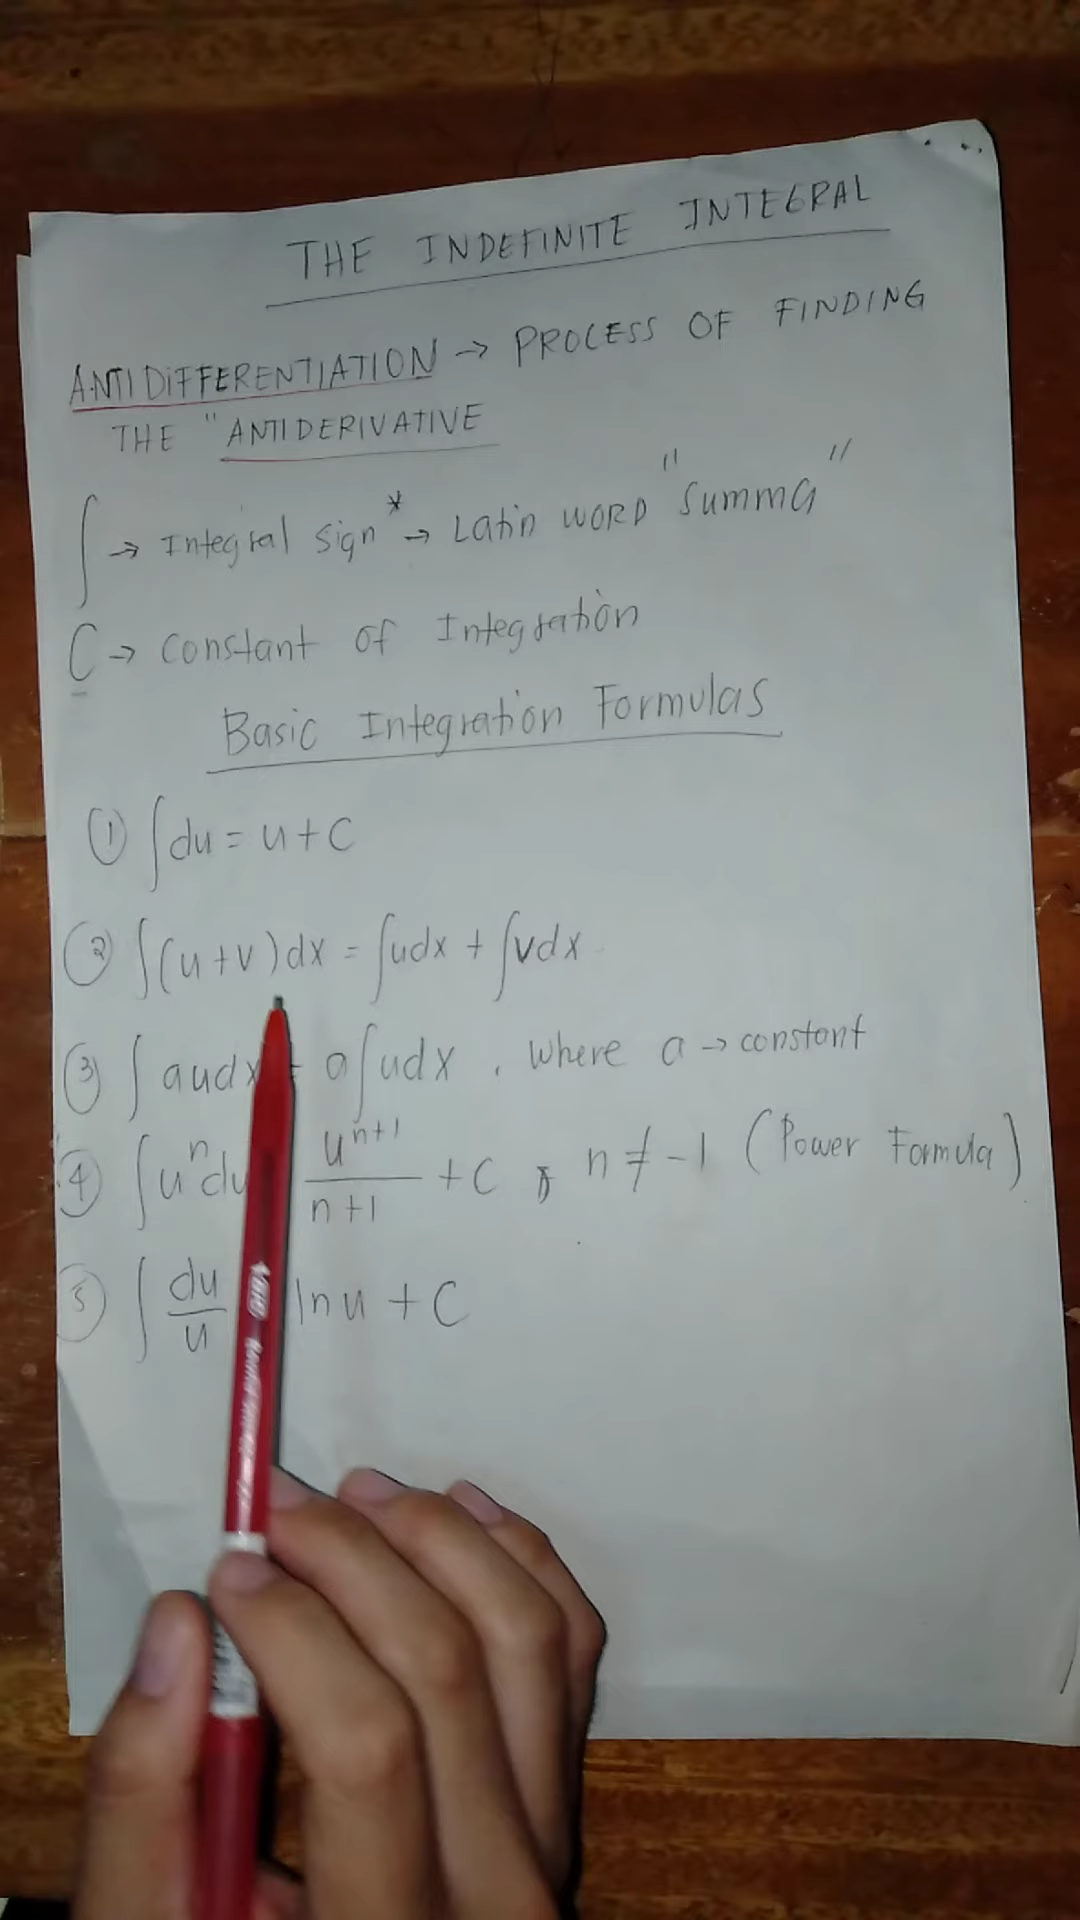 THE INDEFINITE INTEGRAL
ANTIDIFFERENTIATION → PROCESS OF FINDING
THE "ANTIDERIVATIVE
∫ → Integral sign* → Latin WORD "Summa"
C → constant of Integration
Basic Integration Formulas
① ∫du = u + C
② ∫(u+v)dx = ∫udx + ∫vdx
③ ∫audx = a∫udx , where a → constant
④ ∫uⁿdu uⁿ⁺¹/n+1 + C , n ≠ -1 (Power Formula)
⑤ ∫du/u ln u + C